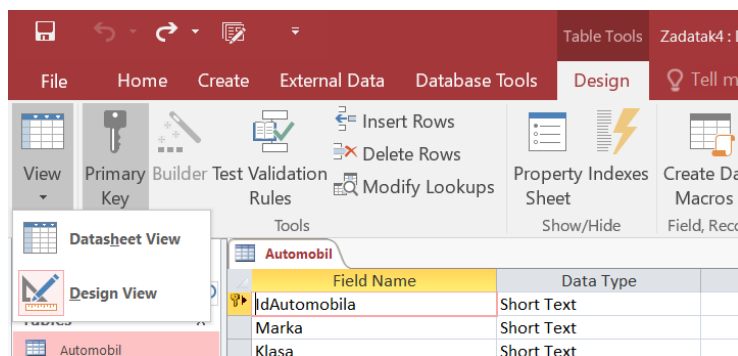 Table Tools
Zadatak4 :
File
Home
Create
External Data
Database Tools
Design
Tell
View
Primary
Key
Builder
Test Validation
Rules
Insert Rows
Delete Rows
Modify Lookups
Tools
Property
Sheet
Indexes
Show/Hide
Create Da
Macros
Field, Reco
Datasheet View
Design View
Tables
Automobil
Automobil
Field Name
Data Type
IdAutomobila
Short Text
Marka
Short Text
Klasa
Short Text